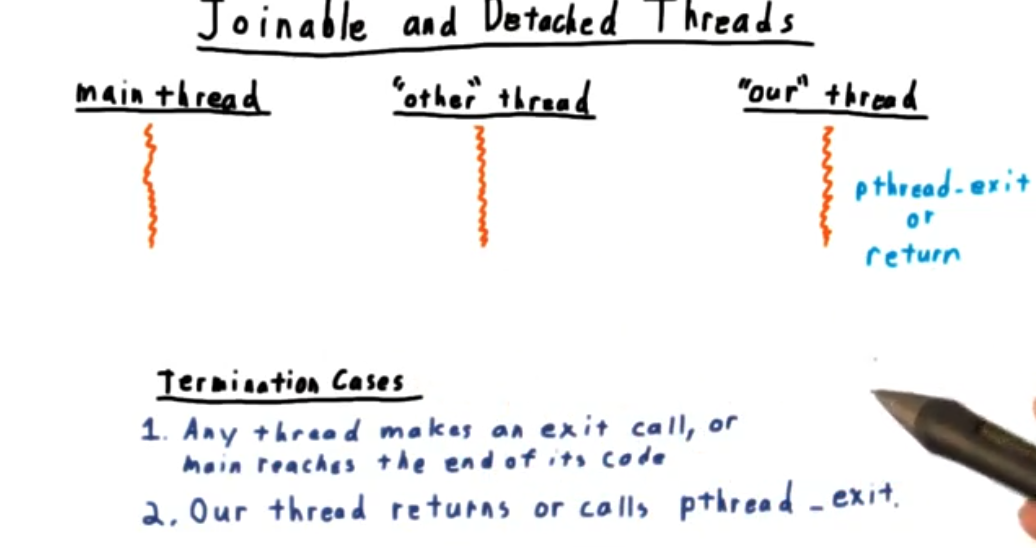 Joinable and Detached Threads
main thread
"other" thread
"our" thread
pthread_exit
or
return
Termination Cases
1. Any thread makes an exit call, or
main reaches the end of its code
2. Our thread returns or calls pthread_exit.